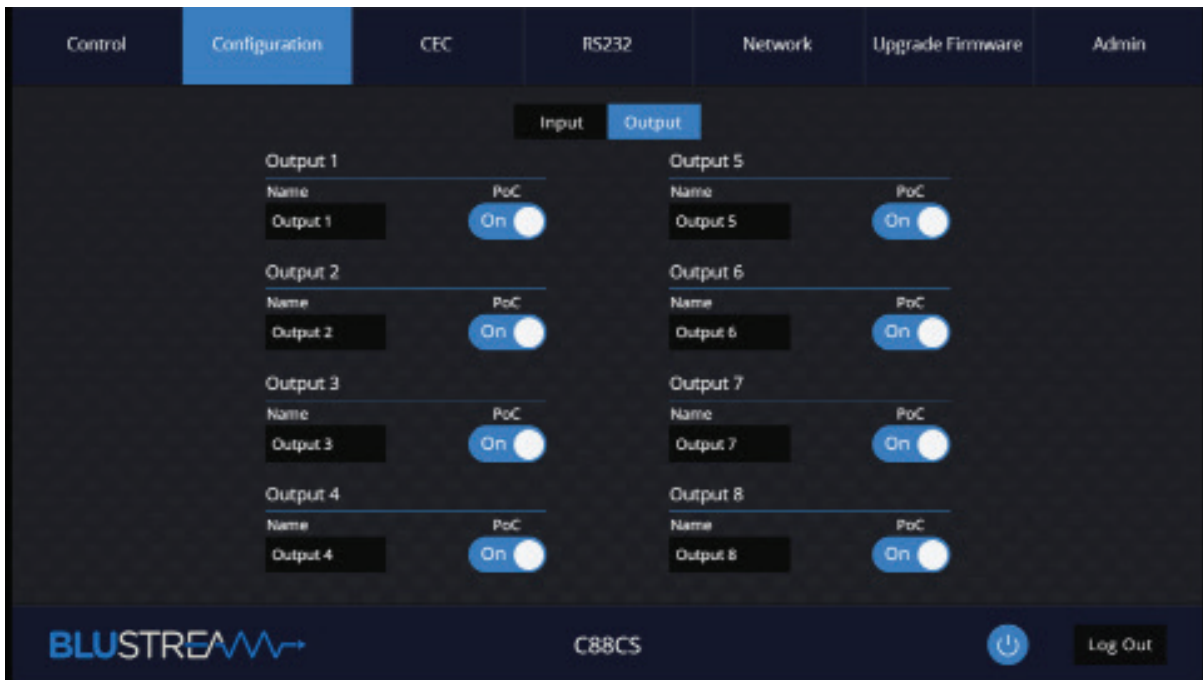 Control Configuration CEC RS232 Network Upgrade Firmware Admin
Input Output
Output 1 Output 5
Name PoC Name PoC
Output 1 On Output 5 On
Output 2 Output 6
Name PoC Name PoC
Output 2 On Output 6 On
Output 3 Output 7
Name PoC Name PoC
Output 3 On Output 7 On
Output 4 Output 8
Name PoC Name PoC
Output 4 On Output 8 On
BLUSTREAM C88CS Log Out